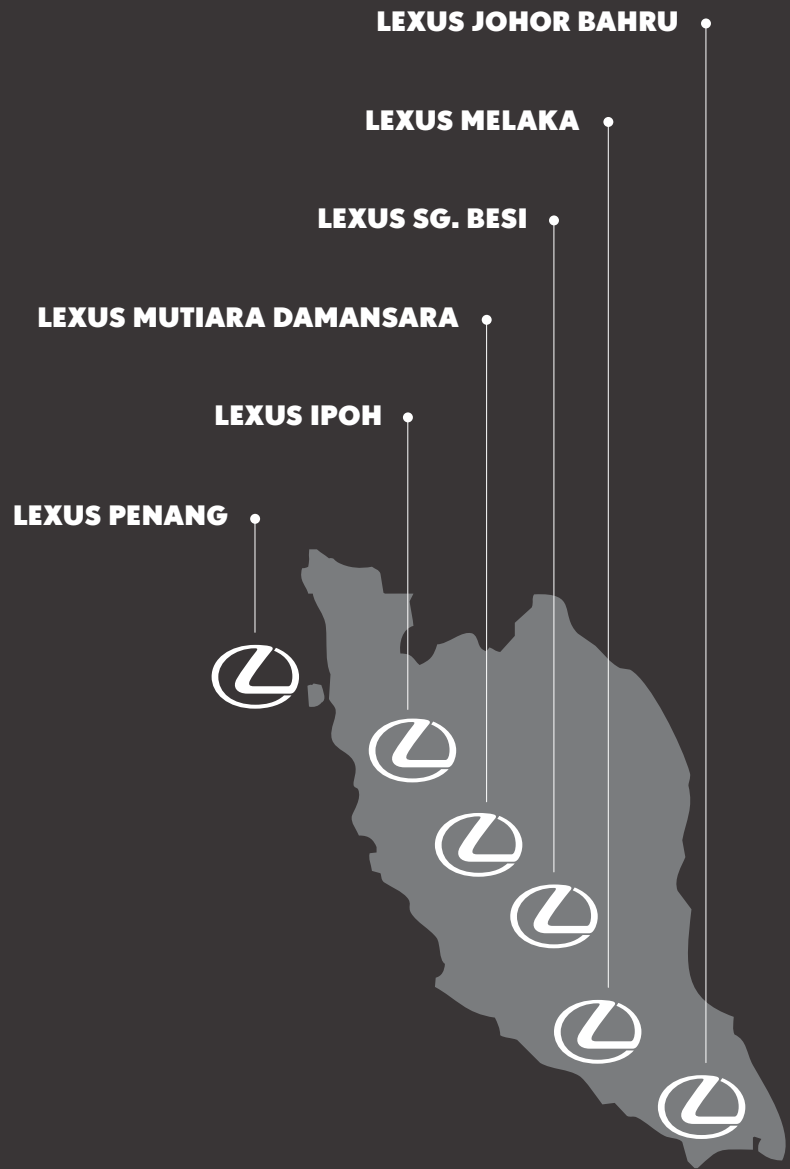 LEXUS JOHOR BAHRU
LEXUS MELAKA
LEXUS SG. BESI
LEXUS MUTIARA DAMANSARA
LEXUS IPOH
LEXUS PENANG